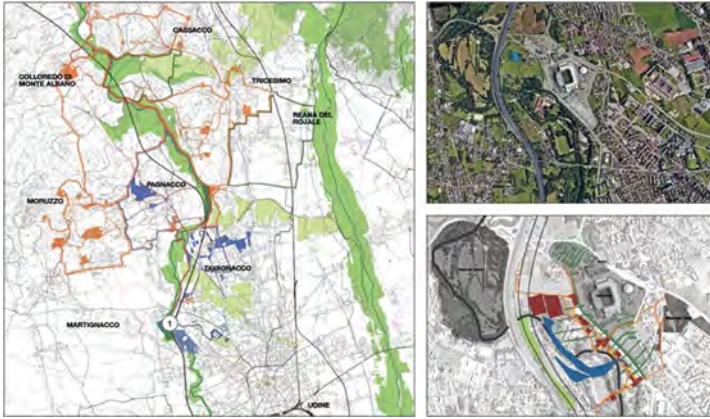 CASSACCO
COLLOREDO DI
MONTE ALBANO
TRICESIMO
REANA DEL
ROJALE
PAGNACCO
MORUZZO
TAVAGNACCO
MARTIGNACCO
1
UDINE